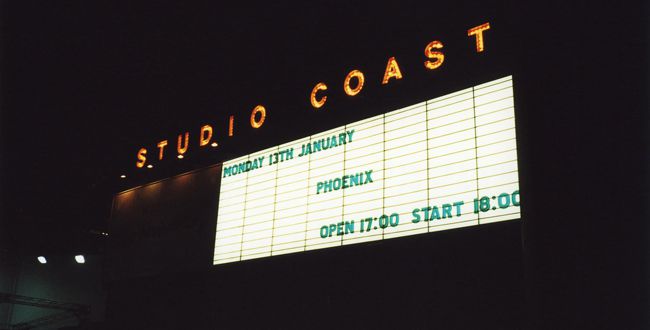 STUDIO COAST
MONDAY 13TH JANUARY
PHOENIX
OPEN 17:00 START 18:00